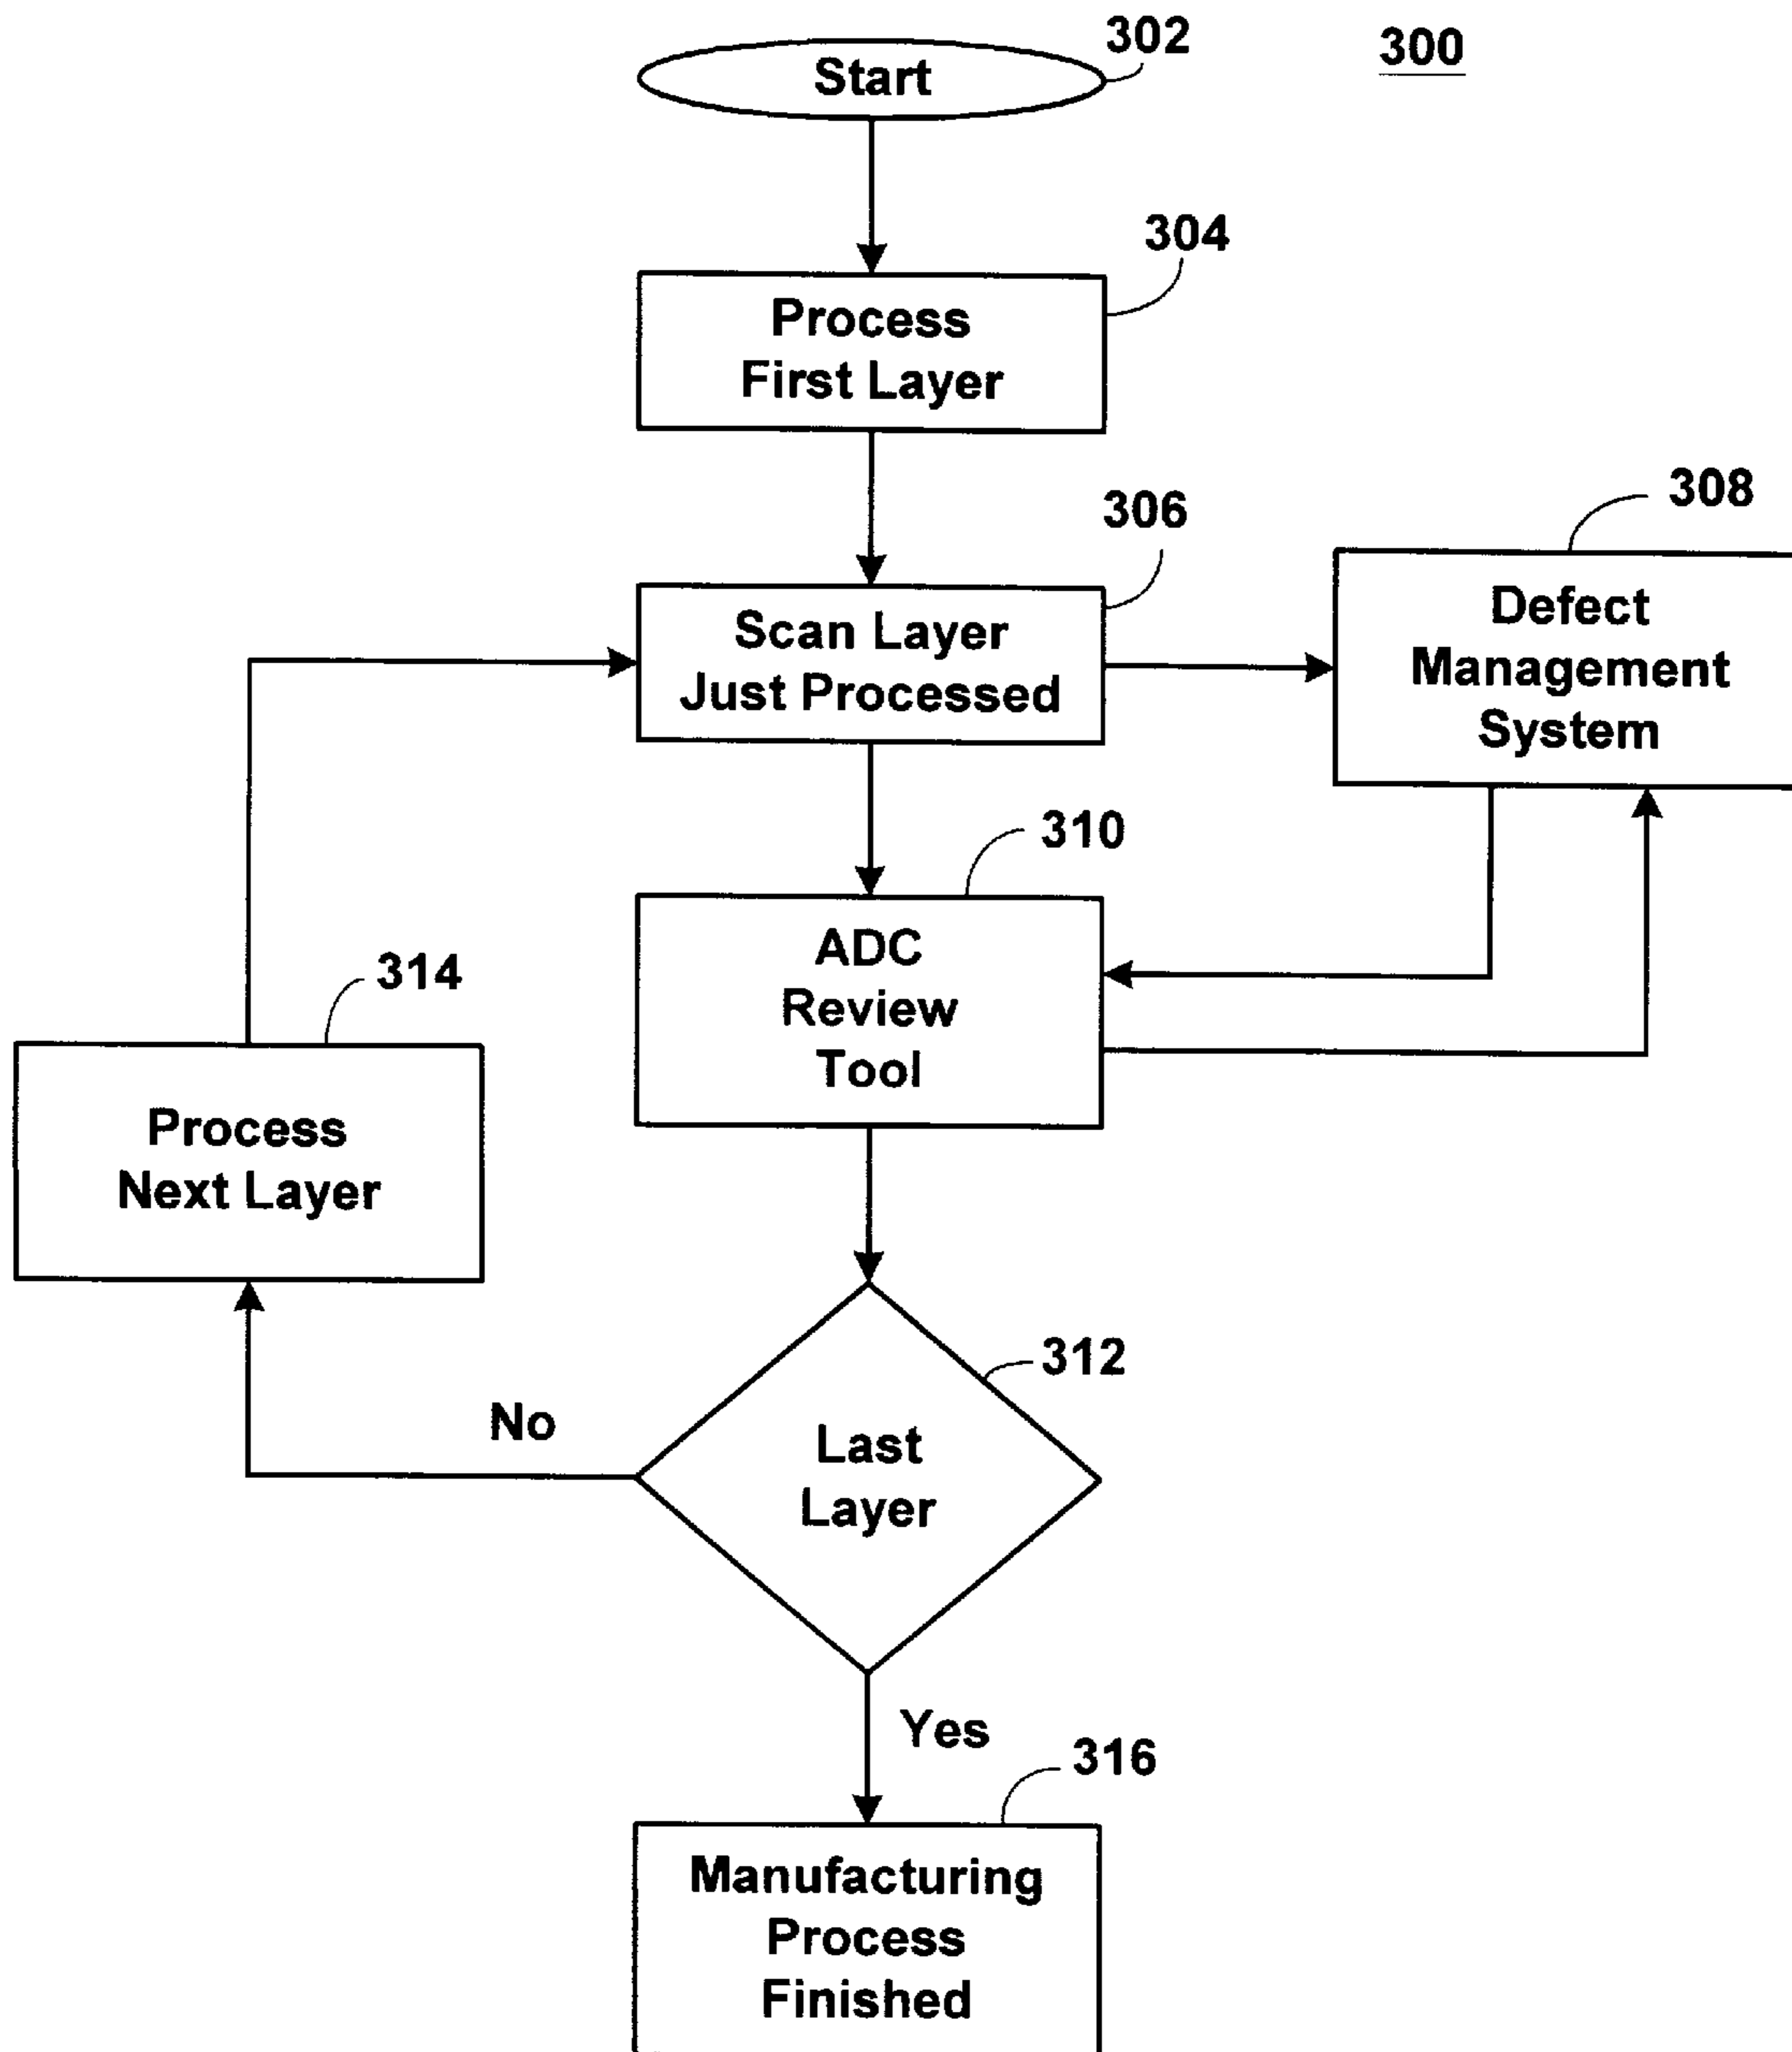 302
300
Start
304
Process
First Layer
306
308
Scan Layer
Just Processed
Defect
Management
System
310
ADC
Review
Tool
314
Process
Next Layer
312
No
Last
Layer
Yes
316
Manufacturing
Process
Finished